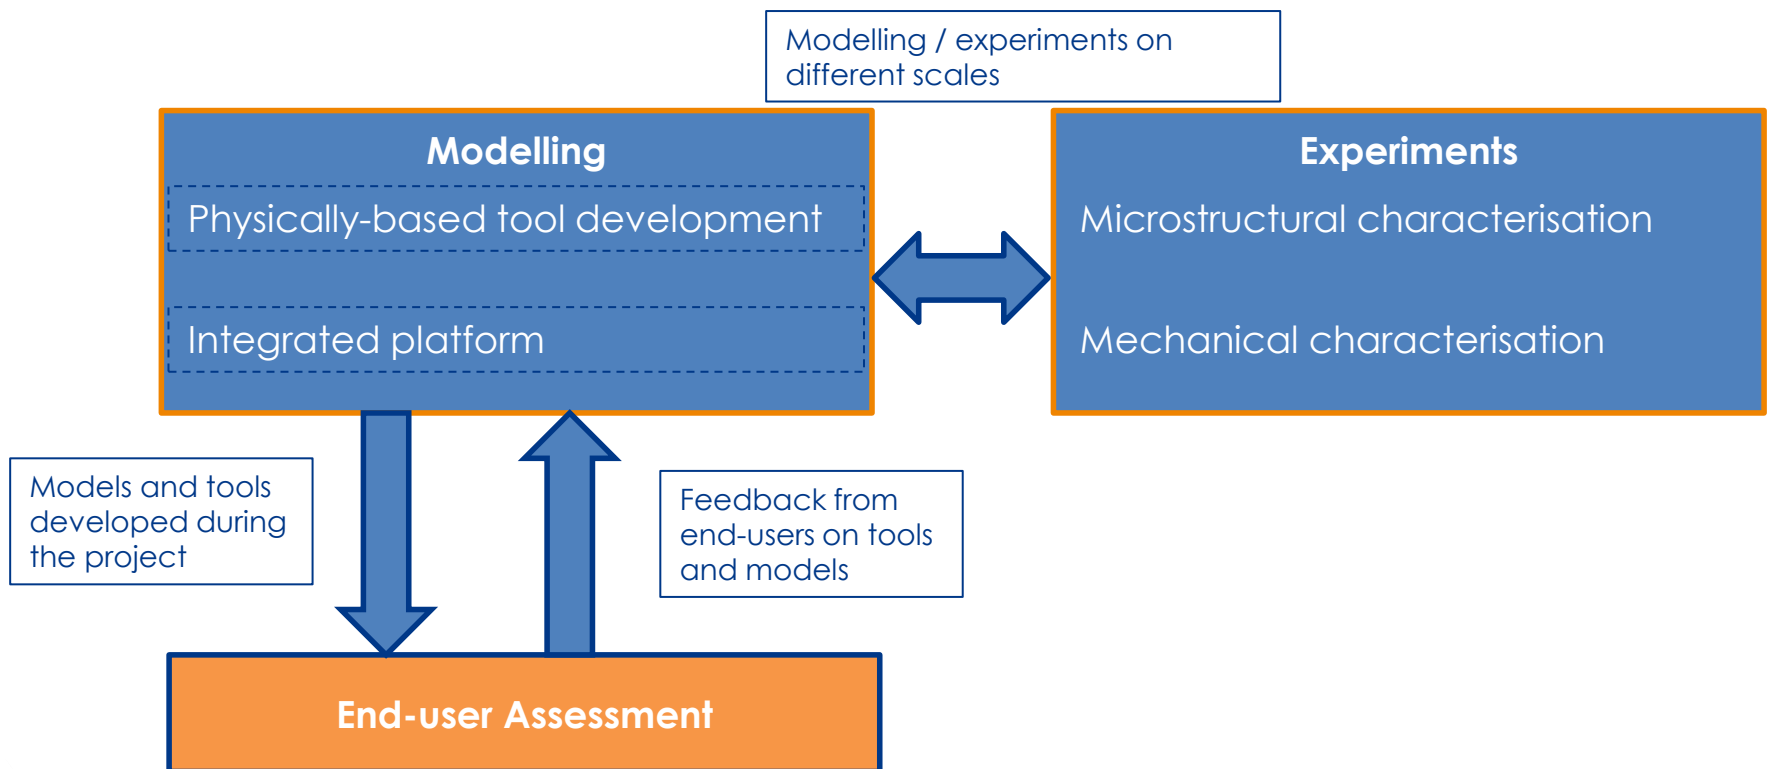 Modelling / experiments on
different scales
Modelling
Physically-based tool development
Integrated platform
Experiments
Microstructural characterisation
Mechanical characterisation
Models and tools
developed during
the project
Feedback from
end-users on tools
and models
End-user Assessment